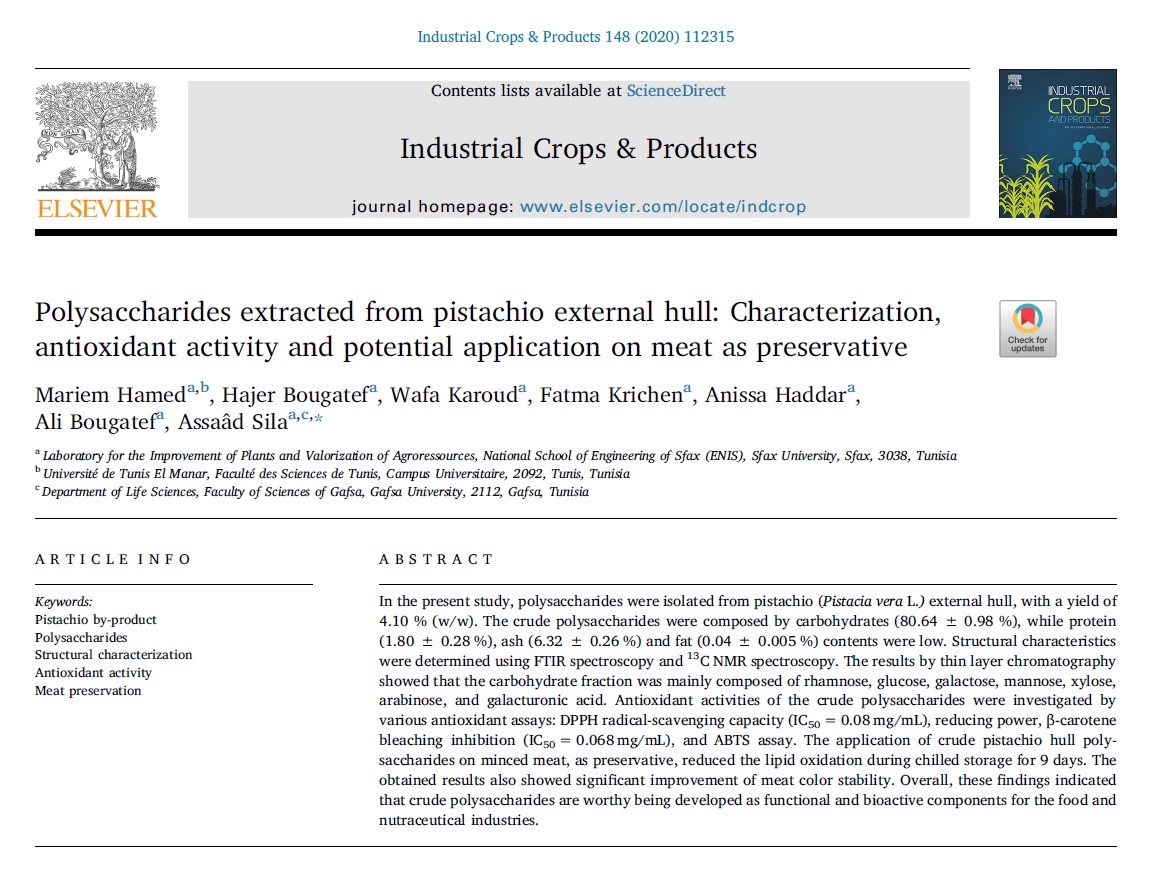 Industrial Crops & Products 148 (2020) 112315
Contents lists available at ScienceDirect
Industrial Crops & Products
journal homepage: www.elsevier.com/locate/indcrop
ELSEVIER
INDUSTRIAL
CROPS
AND PRODUCTS
Polysaccharides extracted from pistachio external hull: Characterization,
antioxidant activity and potential application on meat as preservative
Check for
updates
Mariem Hamed^a,b, Hajer Bougatef^a, Wafa Karoud^a, Fatma Krichen^a, Anissa Haddar^a,
Ali Bougatef^a, Assaâd Sila^a,c,*
^a Laboratory for the Improvement of Plants and Valorization of Agroressources, National School of Engineering of Sfax (ENIS), Sfax University, Sfax, 3038, Tunisia
^b Université de Tunis El Manar, Faculté des Sciences de Tunis, Campus Universitaire, 2092, Tunis, Tunisia
^c Department of Life Sciences, Faculty of Sciences of Gafsa, Gafsa University, 2112, Gafsa, Tunisia
ARTICLE INFO
Keywords:
Pistachio by-product
Polysaccharides
Structural characterization
Antioxidant activity
Meat preservation
ABSTRACT
In the present study, polysaccharides were isolated from pistachio (Pistacia vera L.) external hull, with a yield of
4.10 % (w/w). The crude polysaccharides were composed by carbohydrates (80.64 ± 0.98 %), while protein
(1.80 ± 0.28 %), ash (6.32 ± 0.26 %) and fat (0.04 ± 0.005 %) contents were low. Structural characteristics
were determined using FTIR spectroscopy and ¹³C NMR spectroscopy. The results by thin layer chromatography
showed that the carbohydrate fraction was mainly composed of rhamnose, glucose, galactose, mannose, xylose,
arabinose, and galacturonic acid. Antioxidant activities of the crude polysaccharides were investigated by
various antioxidant assays: DPPH radical-scavenging capacity (IC₅₀ = 0.08 mg/mL), reducing power, β-carotene
bleaching inhibition (IC₅₀ = 0.068 mg/mL), and ABTS assay. The application of crude pistachio hull poly-
saccharides on minced meat, as preservative, reduced the lipid oxidation during chilled storage for 9 days. The
obtained results also showed significant improvement of meat color stability. Overall, these findings indicated
that crude polysaccharides are worthy being developed as functional and bioactive components for the food and
nutraceutical industries.